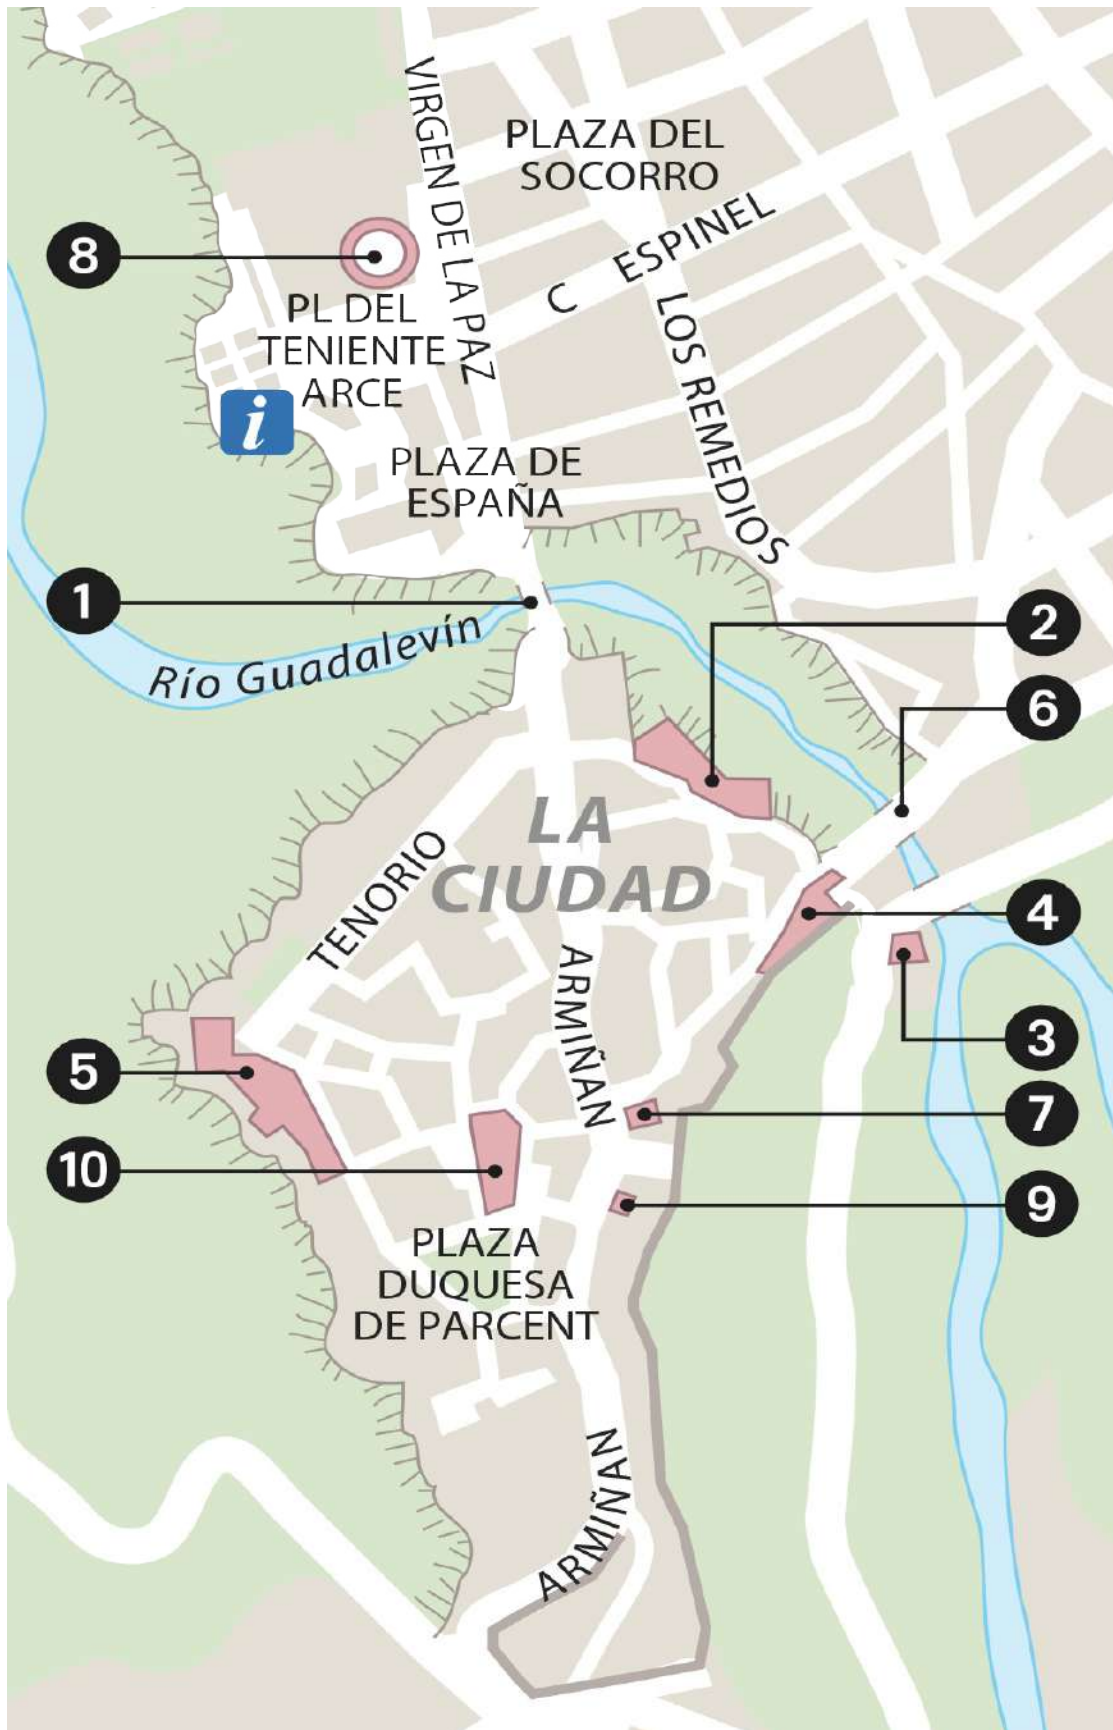 VIRGEN DE LA PAZ
PLAZA DEL
SOCORRO
C ESPINEL
8
PL DEL
TENIENTE
ARCE
LOS REMEDIOS
i
PLAZA DE
ESPAÑA
1
2
Río Guadalevín
6
LA
CIUDAD
TENORIO
4
ARMIÑAN
3
5
7
10
9
PLAZA
DUQUESA
DE PARCENT
ARMIÑAN